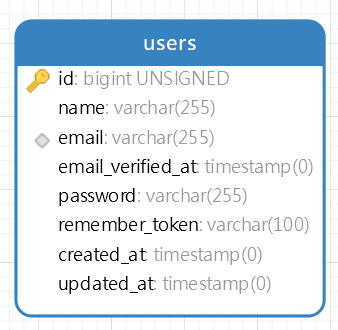 users
id: bigint UNSIGNED
name: varchar(255)
email: varchar(255)
email_verified_at: timestamp(0)
password: varchar(255)
remember_token: varchar(100)
created_at: timestamp(0)
updated_at: timestamp(0)